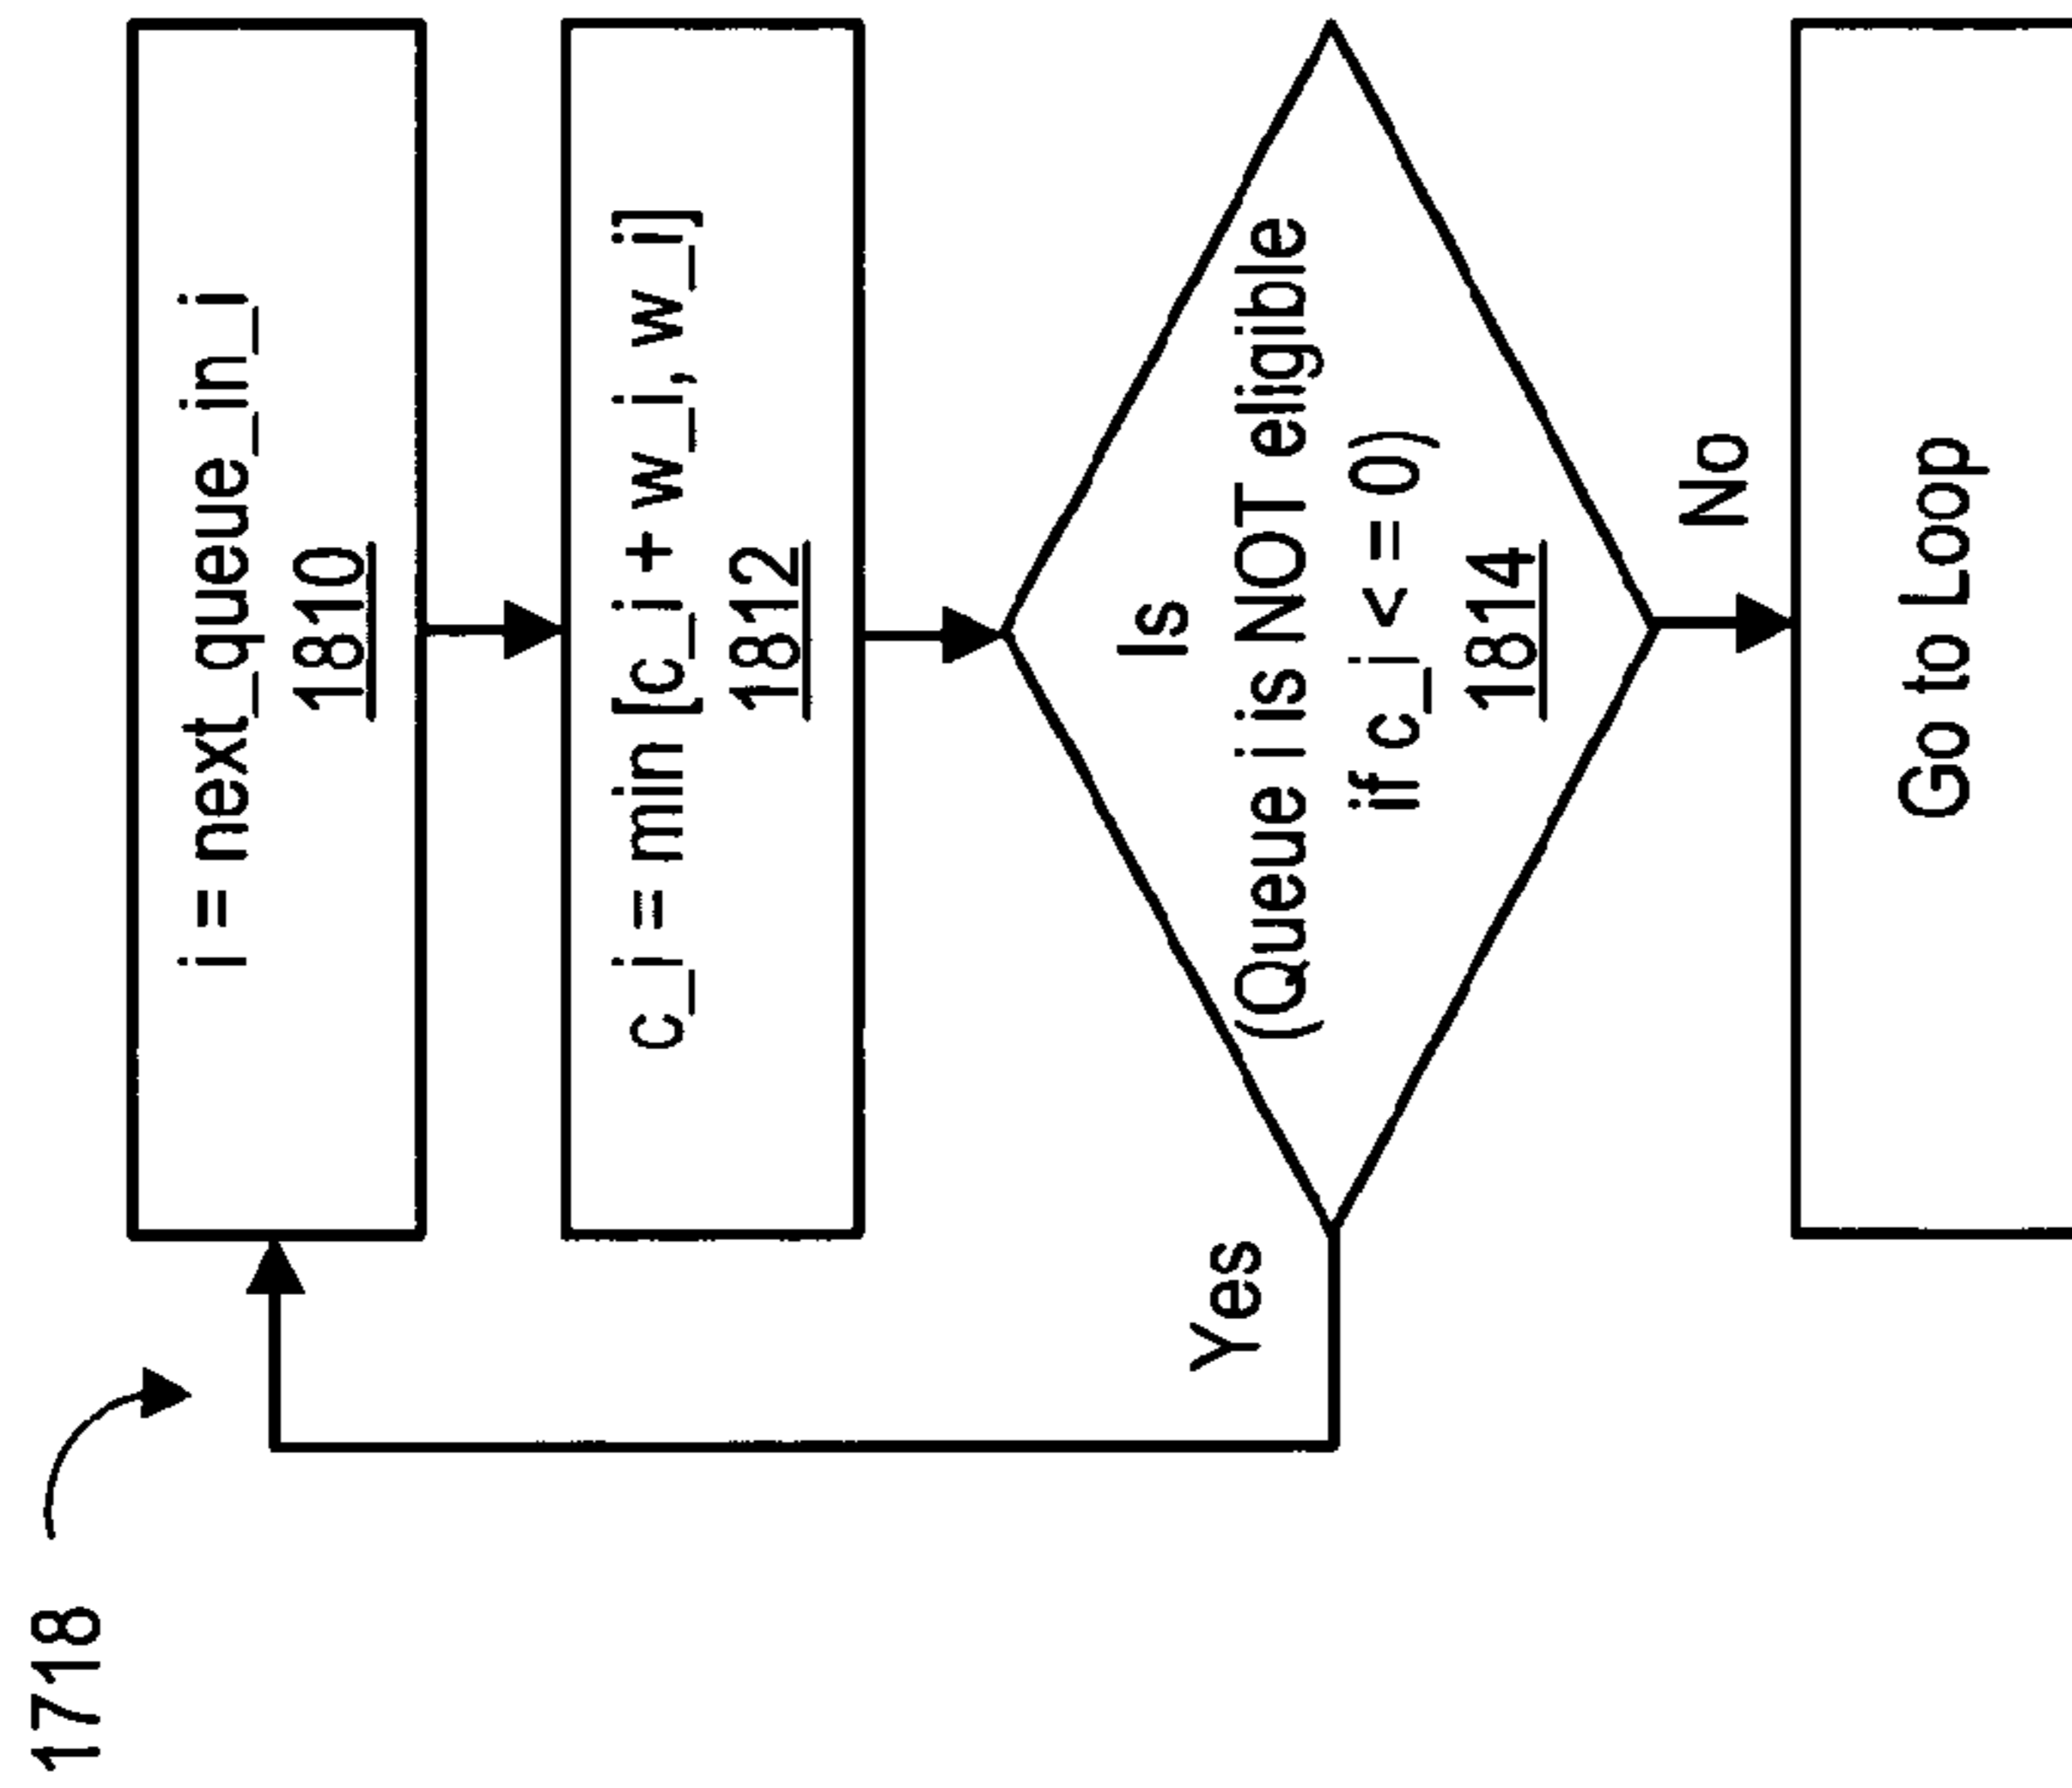 1718
i = next_queue_in_i
1810
c_i = min [c_i + w_i, w_i]
1812
Is
(Queue i is NOT eligible
if c_i < = 0)
1814
Yes
No
Go to Loop